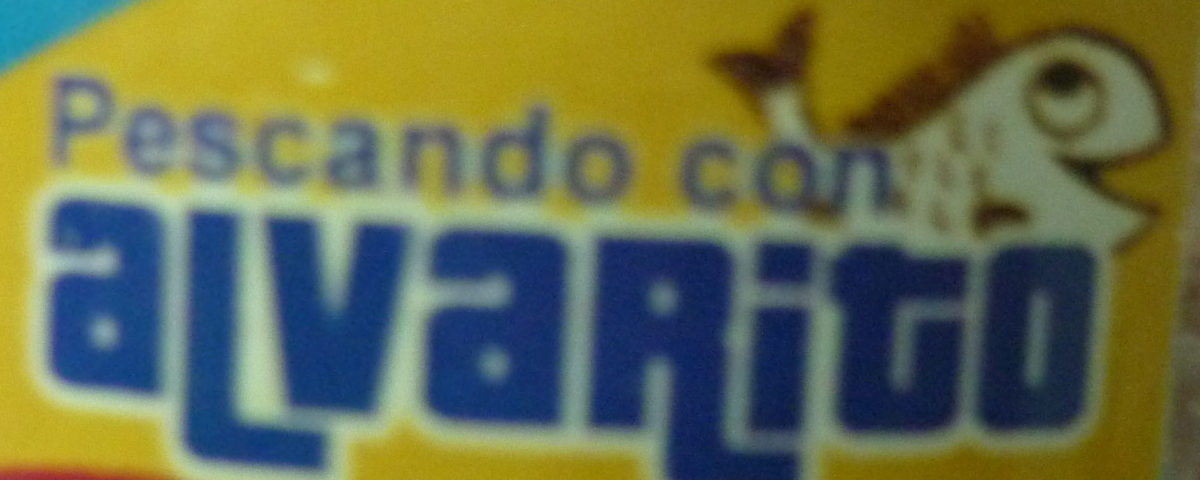 Pescando con
aLVaRiTO